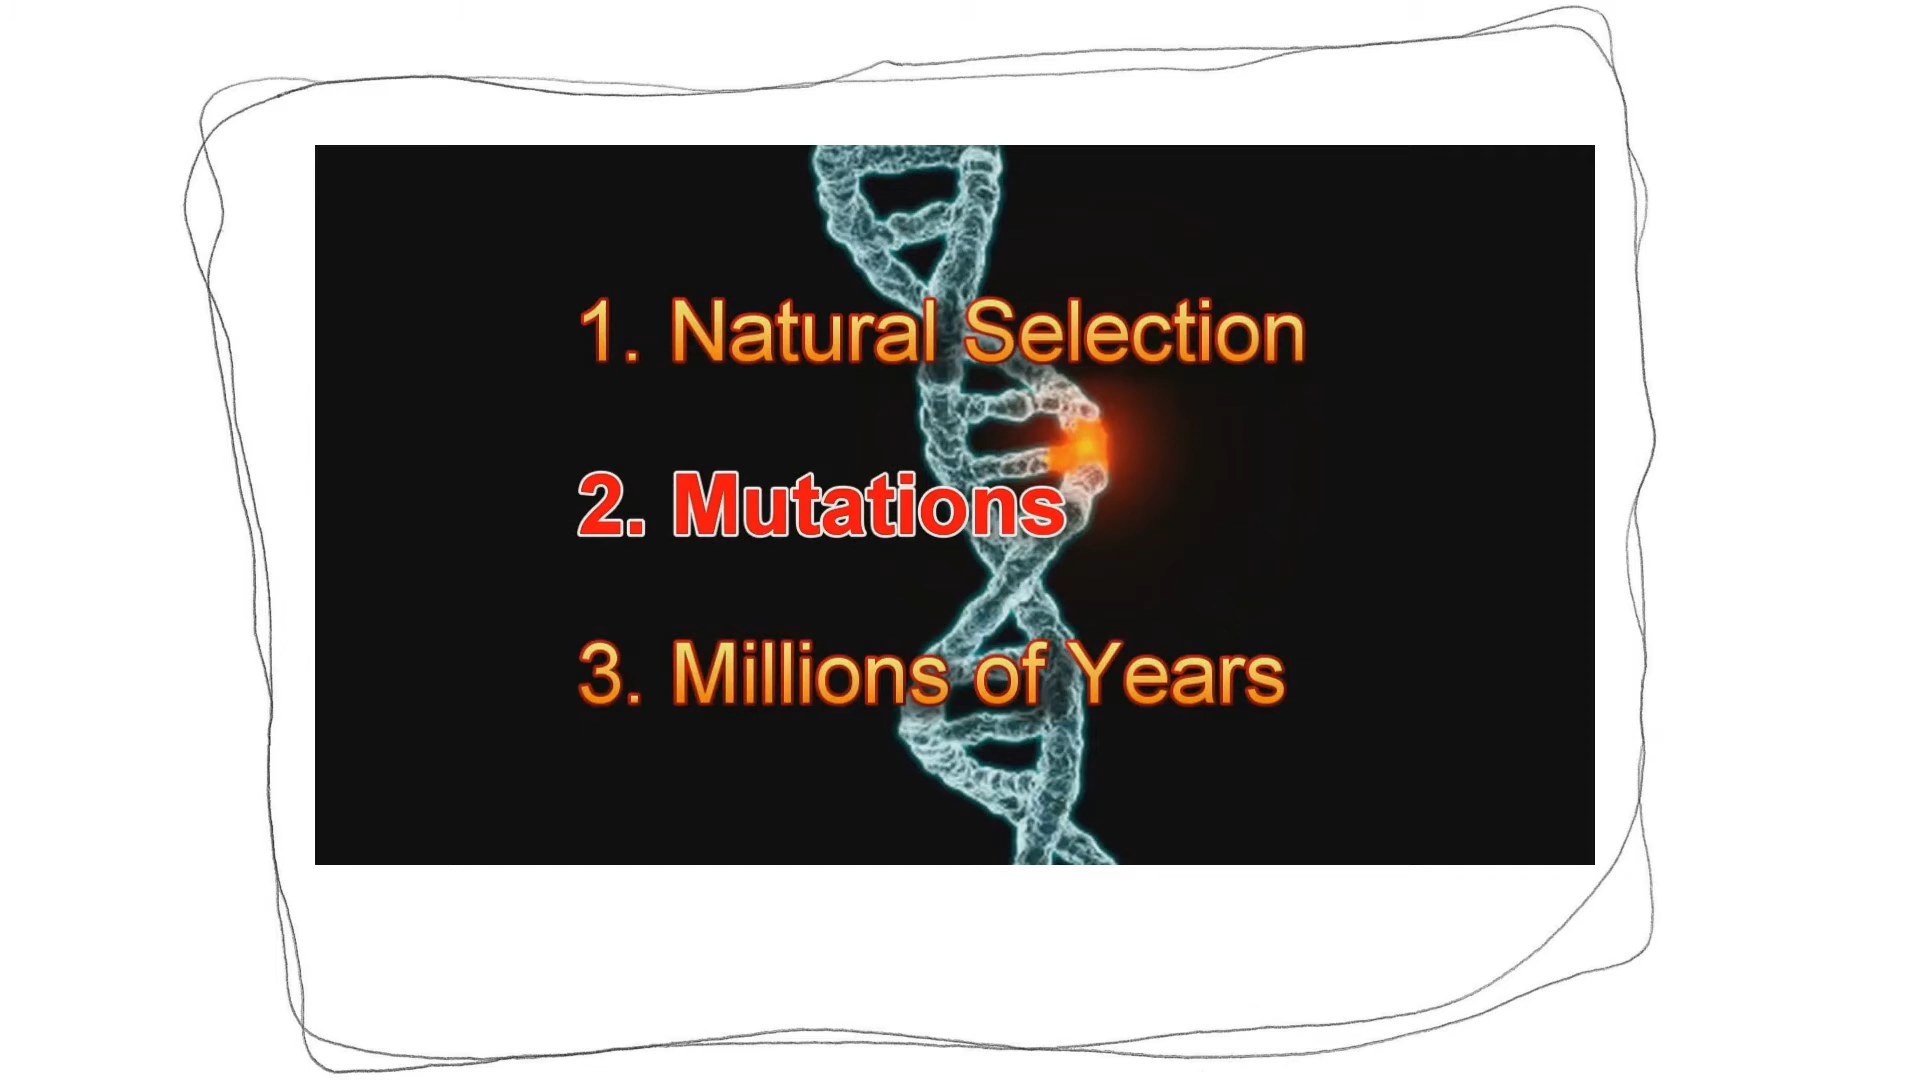 1. Natural Selection
2. Mutations
3. Millions of Years